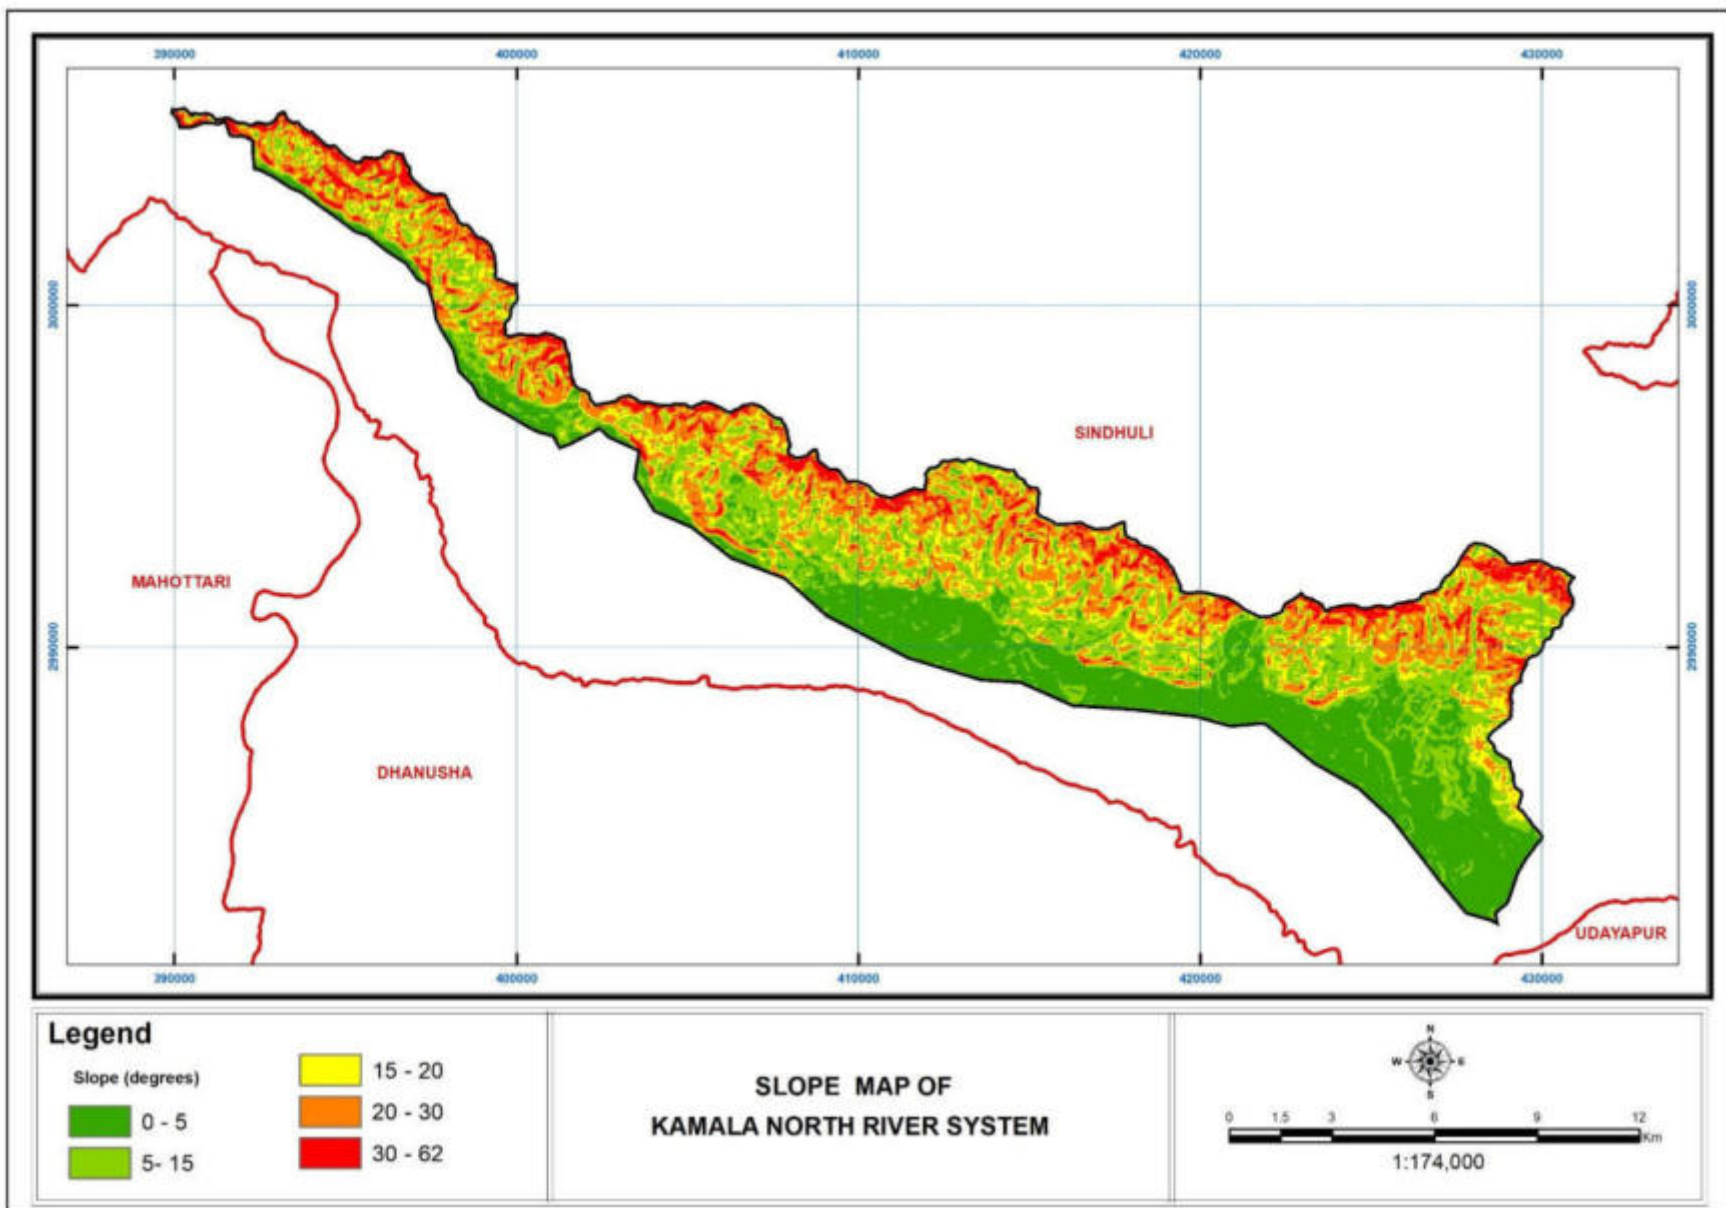 390000 400000 410000 420000 430000
3000000 3000000
SINDHULI
MAHOTTARI
2990000 2990000
DHANUSHA
UDAYAPUR
390000 400000 410000 420000 430000
Legend
Slope (degrees)
0 - 5
5- 15
15 - 20
20 - 30
30 - 62
SLOPE MAP OF
KAMALA NORTH RIVER SYSTEM
N
W E
S
0 1.5 3 6 9 12
Km
1:174,000